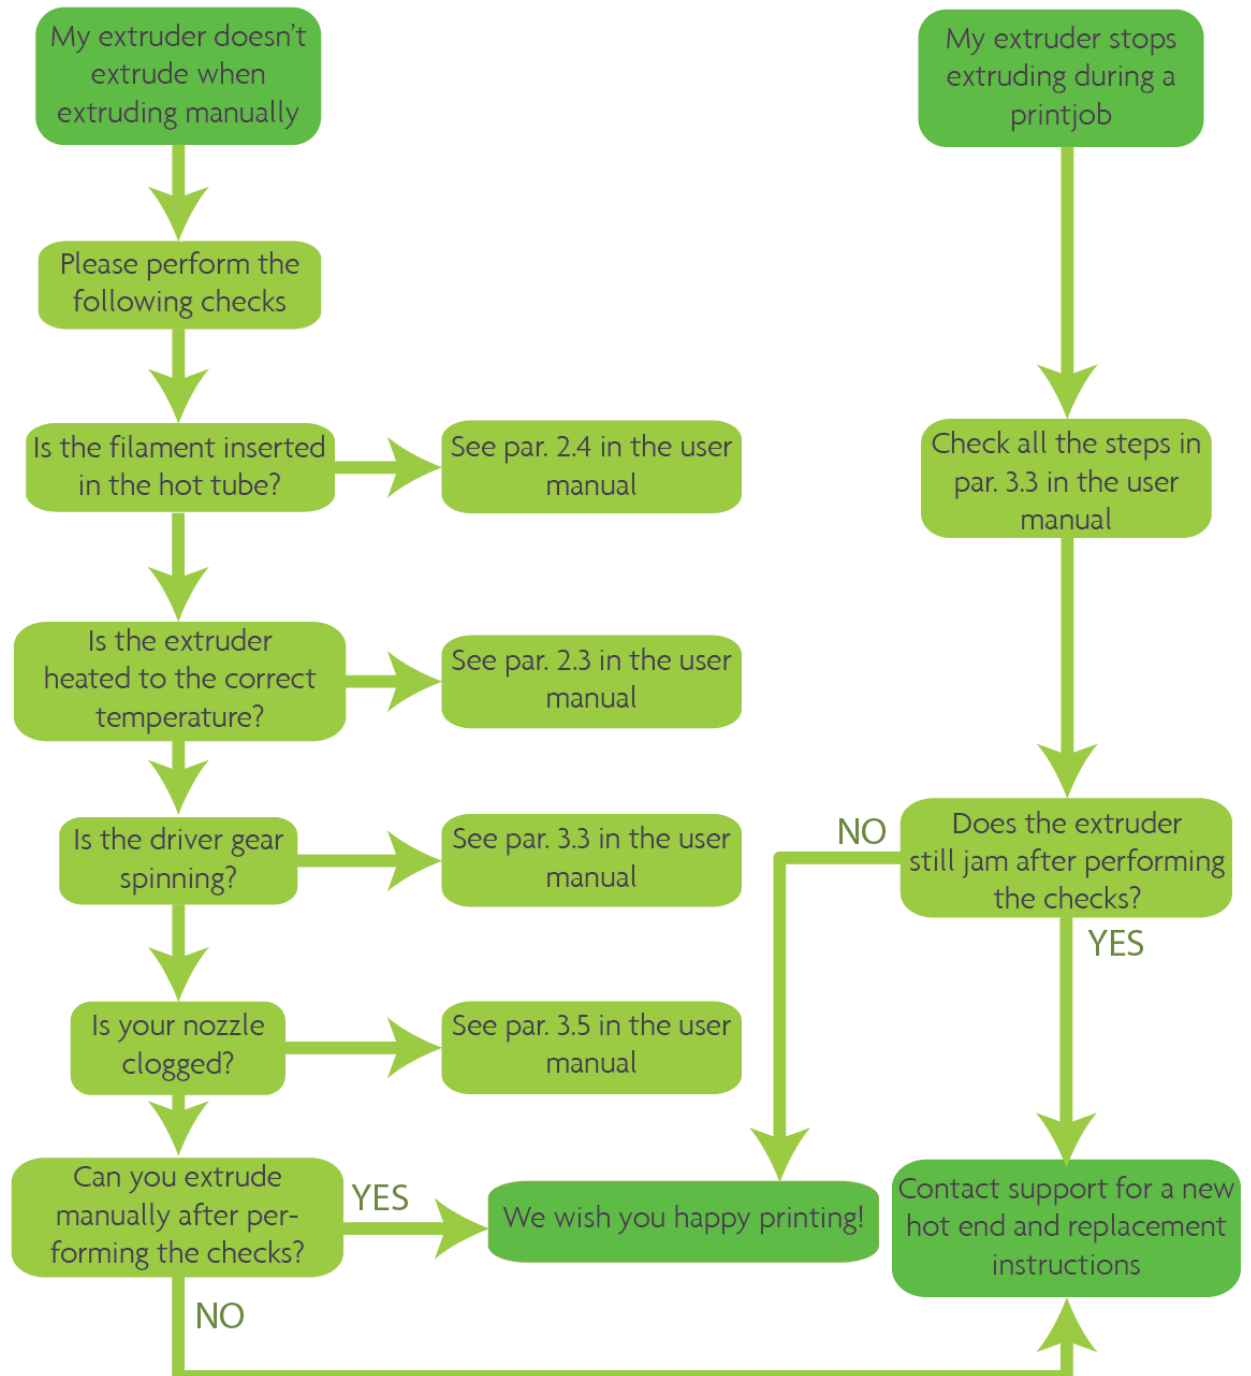 My extruder doesn't
extrude when
extruding manually
Please perform the
following checks
Is the filament inserted
in the hot tube?
See par. 2.4 in the user
manual
Is the extruder
heated to the correct
temperature?
See par. 2.3 in the user
manual
Is the driver gear
spinning?
See par. 3.3 in the user
manual
Is your nozzle
clogged?
See par. 3.5 in the user
manual
Can you extrude
manually after per-
forming the checks?
YES
NO
We wish you happy printing!
My extruder stops
extruding during a
printjob
Check all the steps in
par. 3.3 in the user
manual
Does the extruder
still jam after performing
the checks?
NO
YES
Contact support for a new
hot end and replacement
instructions